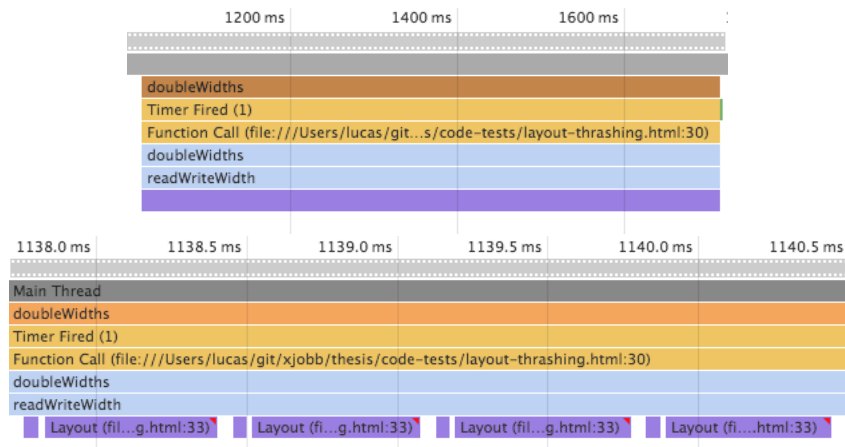 1200 ms 1400 ms 1600 ms
doubleWidths
Timer Fired (1)
Function Call (file:///Users/lucas/git...s/code-tests/layout-thrashing.html:30)
doubleWidths
readWriteWidth
1138.0 ms 1138.5 ms 1139.0 ms 1139.5 ms 1140.0 ms 1140.5 ms
Main Thread
doubleWidths
Timer Fired (1)
Function Call (file:///Users/lucas/git/xjobb/thesis/code-tests/layout-thrashing.html:30)
doubleWidths
readWriteWidth
Layout (fil...g.html:33) Layout (fi....html:33) Layout (fil...g.html:33) Layout (fi....html:33)